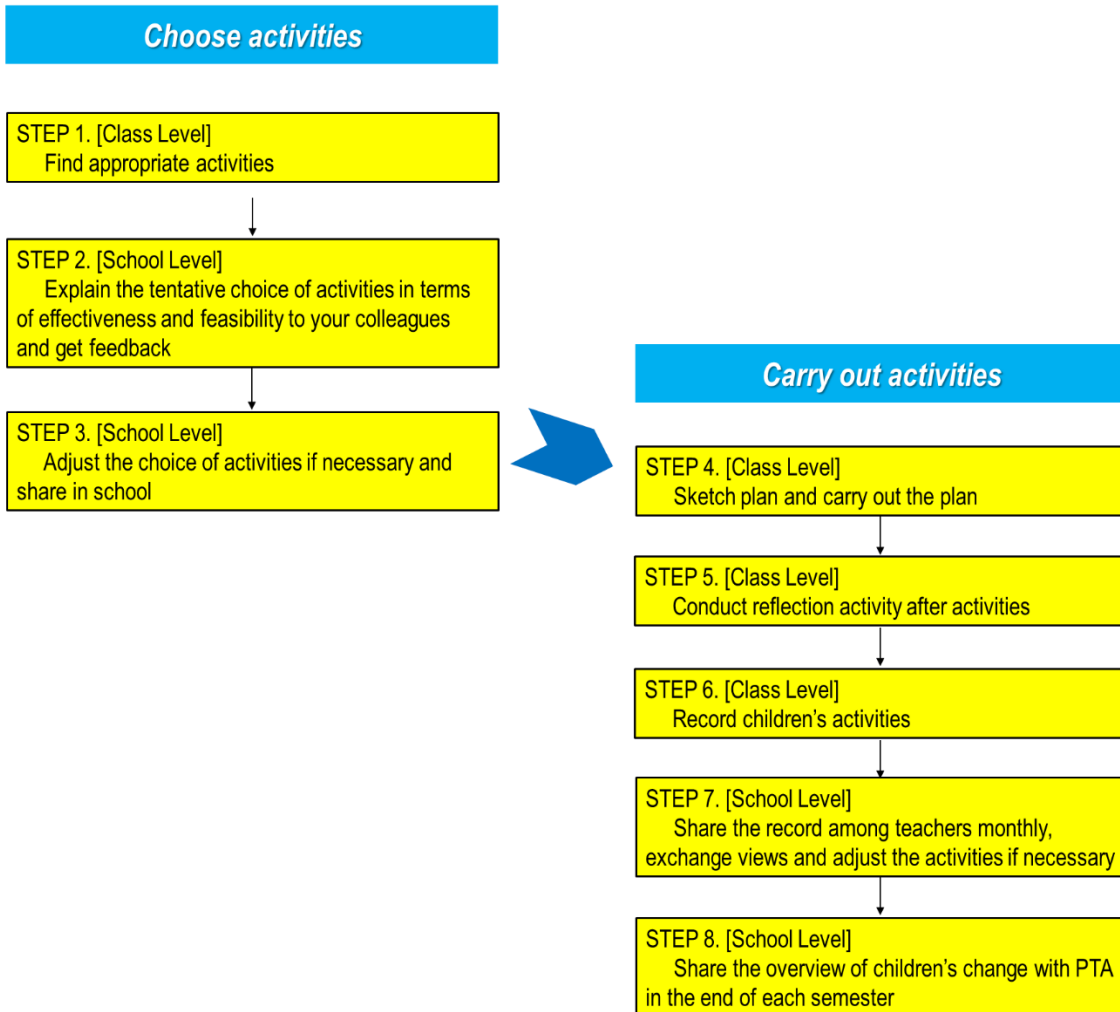 Choose activities
STEP 1. [Class Level]
Find appropriate activities
STEP 2. [School Level]
Explain the tentative choice of activities in terms
of effectiveness and feasibility to your colleagues
and get feedback
STEP 3. [School Level]
Adjust the choice of activities if necessary and
share in school
Carry out activities
STEP 4. [Class Level]
Sketch plan and carry out the plan
STEP 5. [Class Level]
Conduct reflection activity after activities
STEP 6. [Class Level]
Record children’s activities
STEP 7. [School Level]
Share the record among teachers monthly,
exchange views and adjust the activities if necessary
STEP 8. [School Level]
Share the overview of children’s change with PTA
in the end of each semester